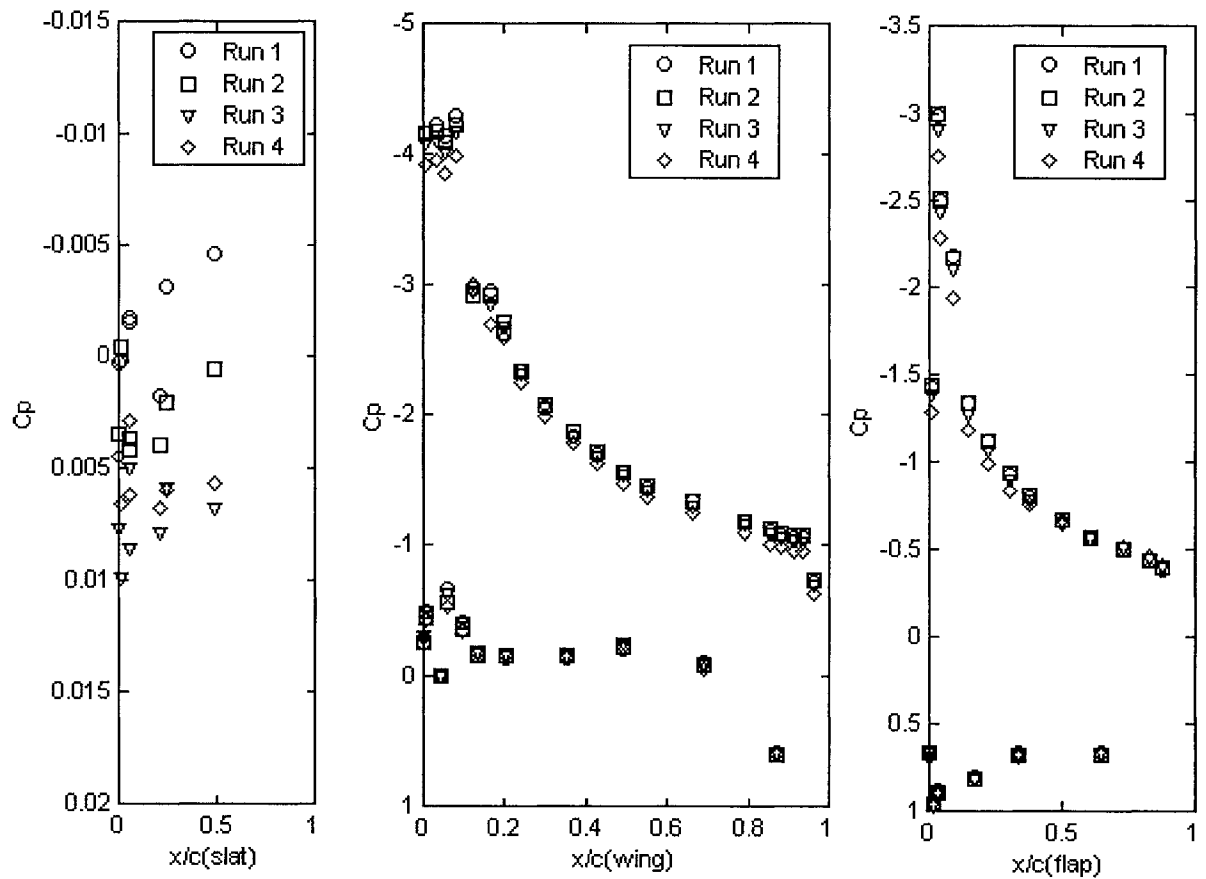 -0.015
-0.01
-0.005
0
0.005
0.01
0.015
0.02
Cp
0
0.5
1
x/c(slat)
Run 1
Run 2
Run 3
Run 4
-5
-4
-3
-2
-1
0
1
Cp
0
0.2
0.4
0.6
0.8
1
x/c(wing)
Run 1
Run 2
Run 3
Run 4
-3.5
-3
-2.5
-2
-1.5
-1
-0.5
0
0.5
1
Cp
0
0.5
1
x/c(flap)
Run 1
Run 2
Run 3
Run 4